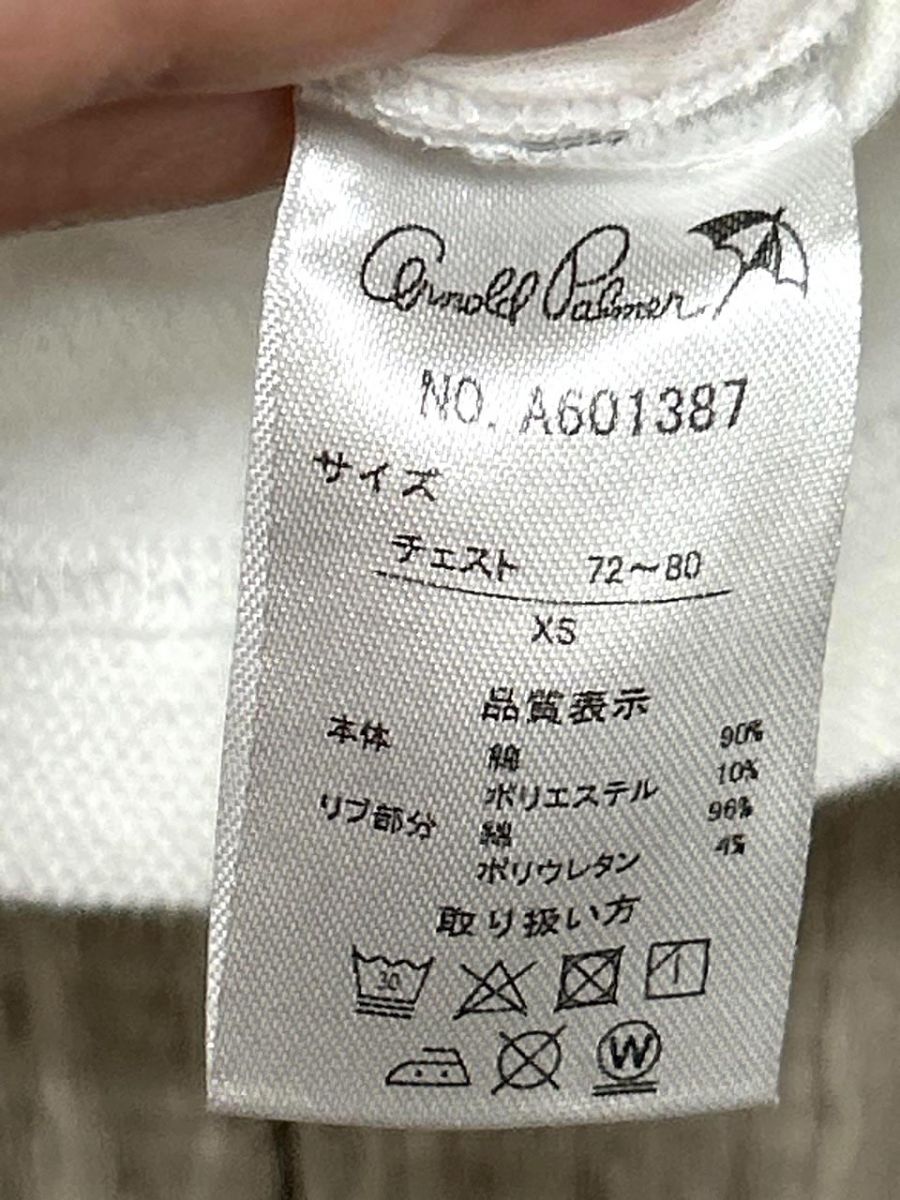 Arnold Palmer
NO. A601387
サイズ
チェスト 72～80
XS
品質表示
本体 綿 90%
ポリエステル 10%
リブ部分 綿 96%
ポリウレタン 4%
取り扱い方
30
W